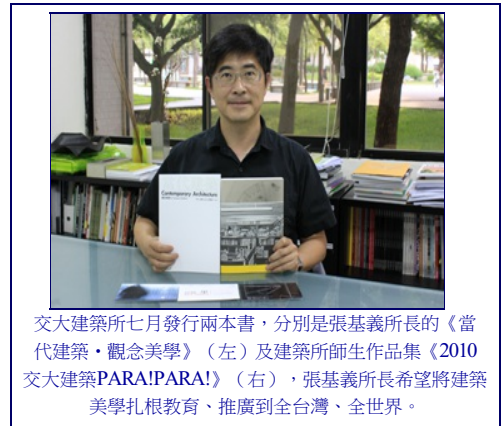 Contemporary Architecture
交大建築所七月發行兩本書，分別是張基義所長的《當
代建築‧觀念美學》（左）及建築所師生作品集《2010
交大建築PARA!PARA!》（右），張基義所長希望將建築
美學扎根教育、推廣到全台灣、全世界。